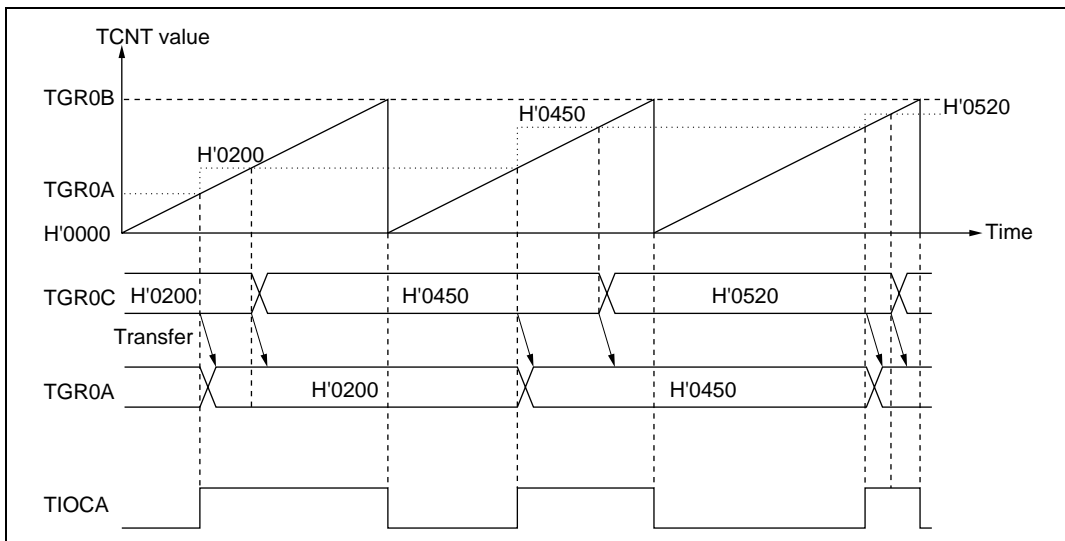 TCNT value
TGR0B
H'0520
H'0450
H'0200
TGR0A
H'0000
Time
TGR0C
H'0200
H'0450
H'0520
Transfer
TGR0A
H'0200
H'0450
TIOCA